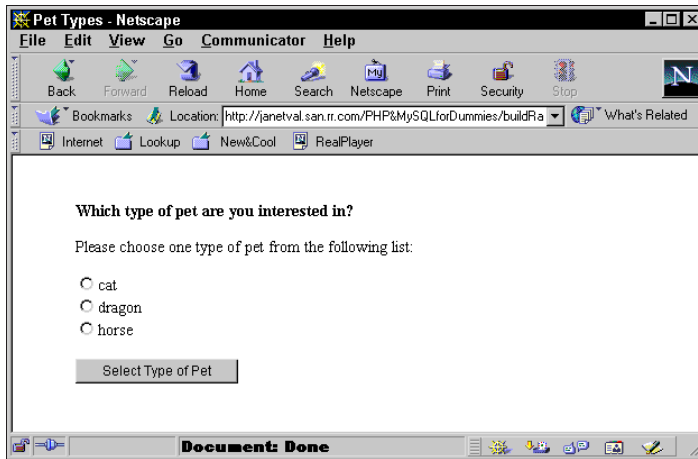 Pet Types - Netscape
File Edit View Go Communicator Help
Back Forward Reload Home Search Netscape Print Security Stop
My
N
Bookmarks Location: http://janetval.san.rr.com/PHP&MySQLforDummies/buildRa What's Related
Internet Lookup New&Cool RealPlayer
Which type of pet are you interested in?
Please choose one type of pet from the following list:
cat
dragon
horse
Select Type of Pet
Document: Done